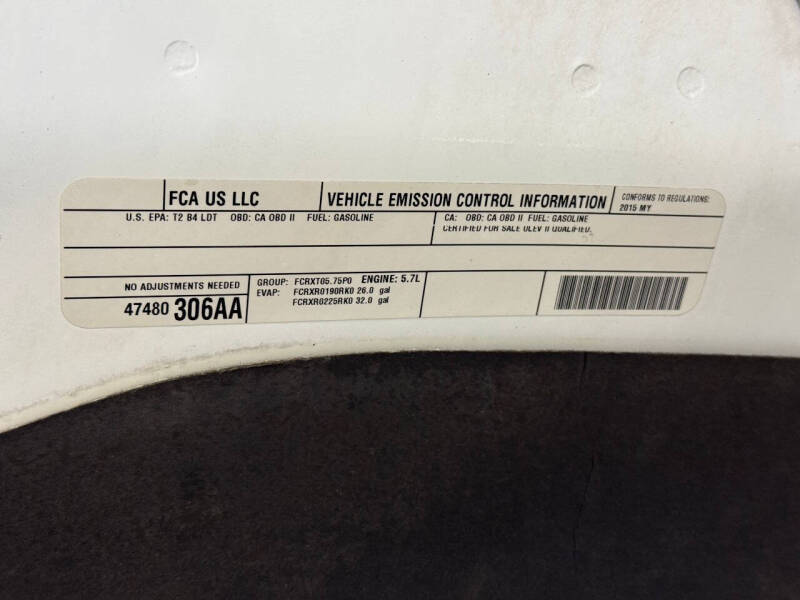 FCA US LLC
VEHICLE EMISSION CONTROL INFORMATION
CONFORMS TO REGULATIONS:
2015 MY
U.S. EPA: T2 B4 LDT OBD: CA OBD II FUEL: GASOLINE
CA: OBD: CA OBD II FUEL: GASOLINE
CERTIFIED FOR SALE ULEV II QUALIFIED.
NO ADJUSTMENTS NEEDED
47480 306AA
GROUP: FCRXT05.75P0 ENGINE: 5.7L
EVAP: FCRXR0190RK0 26.0 gal
FCRXR0225RK0 32.0 gal